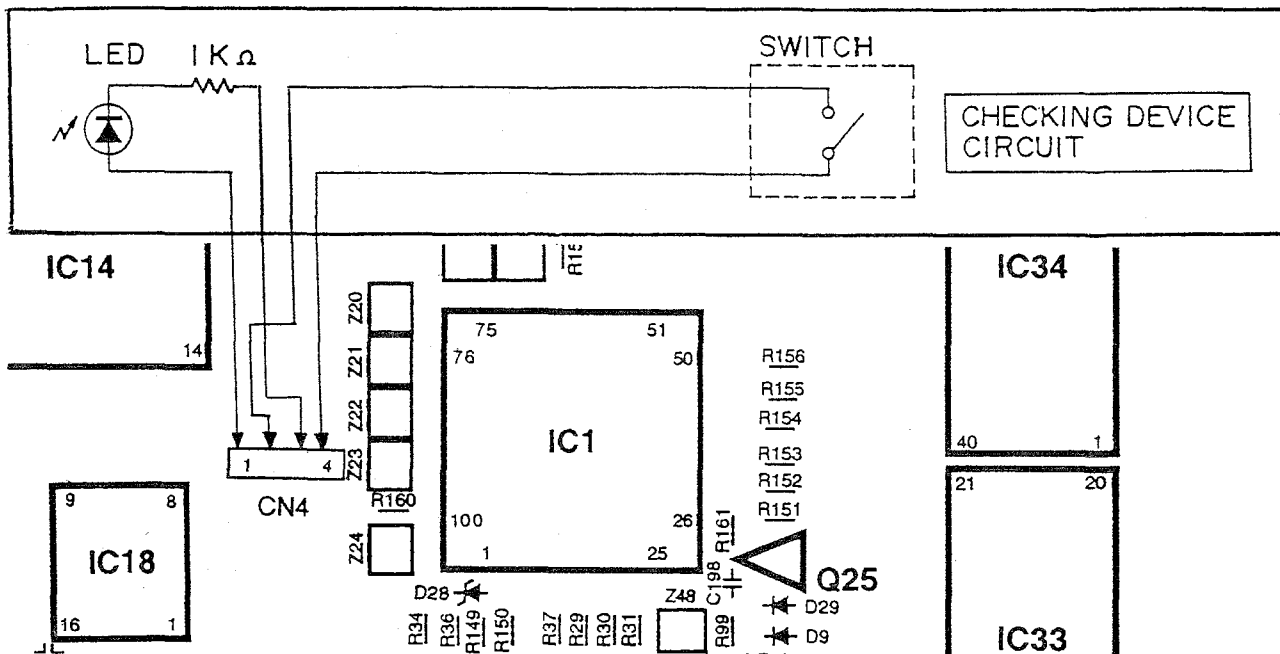 LED
1KΩ
SWITCH
CHECKING DEVICE
CIRCUIT
IC14
14
R15
IC34
40
1
Z20
Z21
Z22
Z23
R160
Z24
75
51
76
50
IC1
100
26
1
25
R156
R155
R154
R153
R152
R151
R161
1
4
CN4
9
8
IC18
16
1
21
20
IC33
C198
Q25
D28
Z48
D29
D9
R34
R36
R149
R150
R37
R29
R30
R31
R99